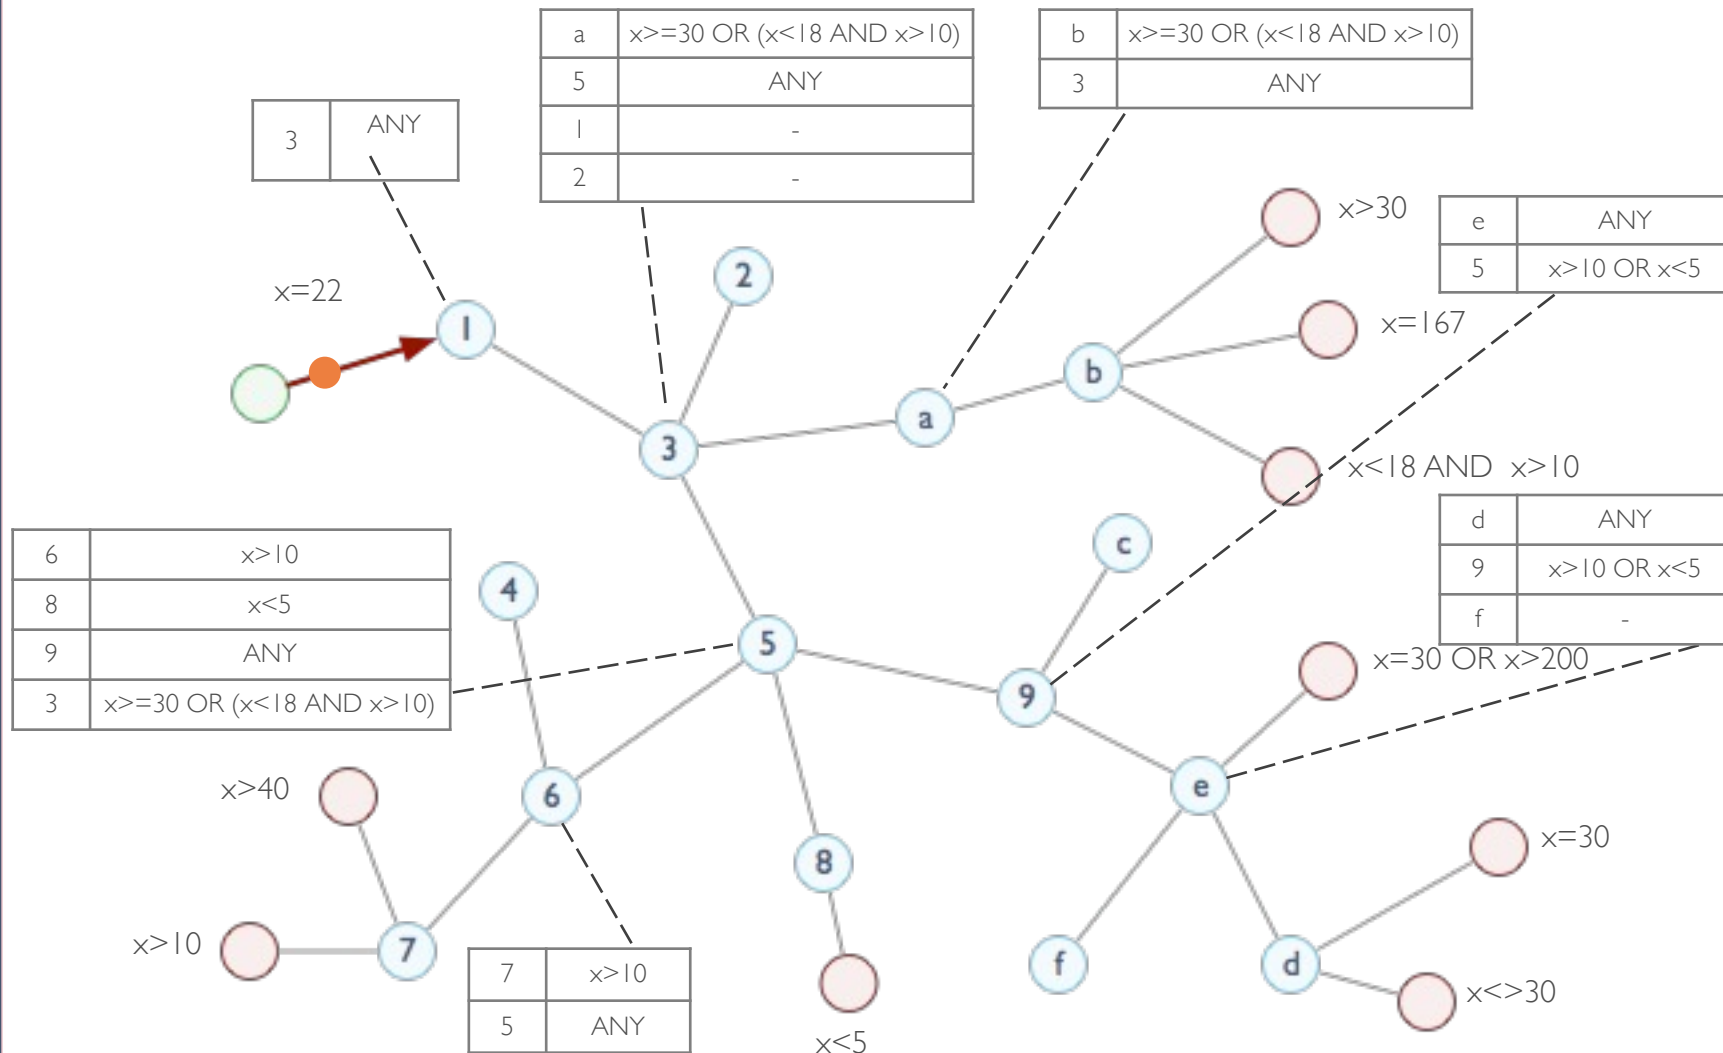 a x>=30 OR (x<18 AND x>10)
5 ANY
1 -
2 -
b x>=30 OR (x<18 AND x>10)
3 ANY
3 ANY
x>30
e ANY
5 x>10 OR x<5
x=22
2
1
x=167
b
a
3
x<18 AND x>10
d ANY
9 x>10 OR x<5
f -
c
6 x>10
8 x<5
9 ANY
3 x>=30 OR (x<18 AND x>10)
4
5
x=30 OR x>200
9
x>40
6
e
8
x=30
x>10
7
f
d
x<>30
7 x>10
5 ANY
x<5